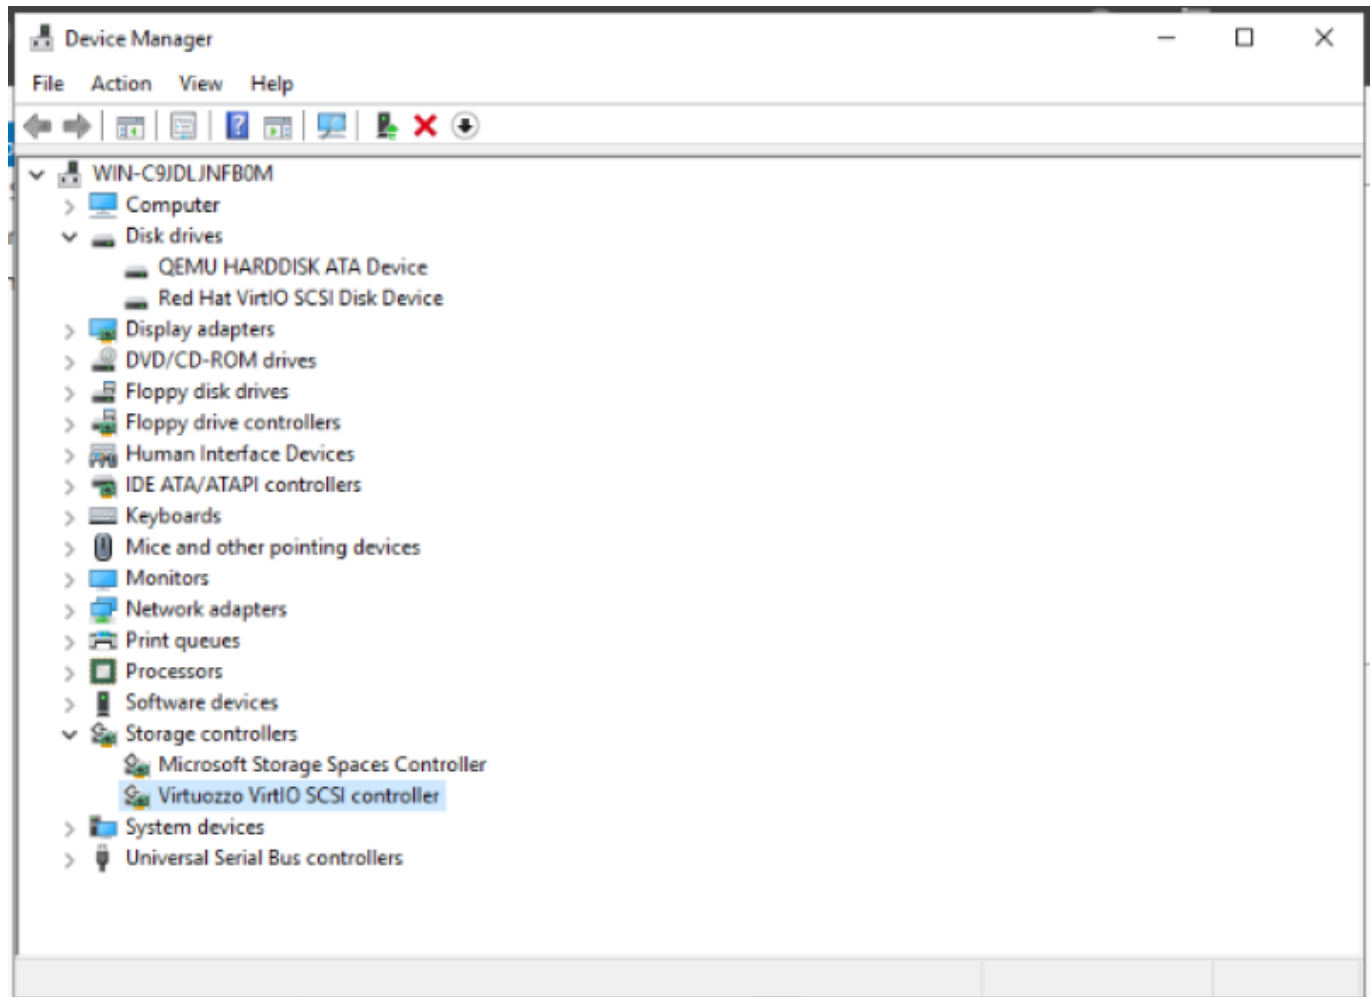 Device Manager
File Action View Help
WIN-C9JDLJNFB0M
Computer
Disk drives
QEMU HARDDISK ATA Device
Red Hat VirtIO SCSI Disk Device
Display adapters
DVD/CD-ROM drives
Floppy disk drives
Floppy drive controllers
Human Interface Devices
IDE ATA/ATAPI controllers
Keyboards
Mice and other pointing devices
Monitors
Network adapters
Print queues
Processors
Software devices
Storage controllers
Microsoft Storage Spaces Controller
Virtuozzo VirtIO SCSI controller
System devices
Universal Serial Bus controllers